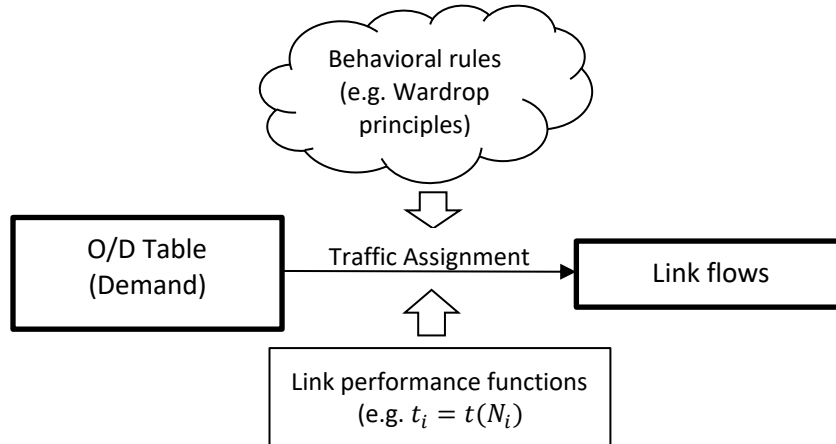 Behavioral rules
(e.g. Wardrop
principles)
O/D Table
(Demand)
Traffic Assignment
Link flows
Link performance functions
(e.g. 𝑡𝑖 = 𝑡(𝑁𝑖)